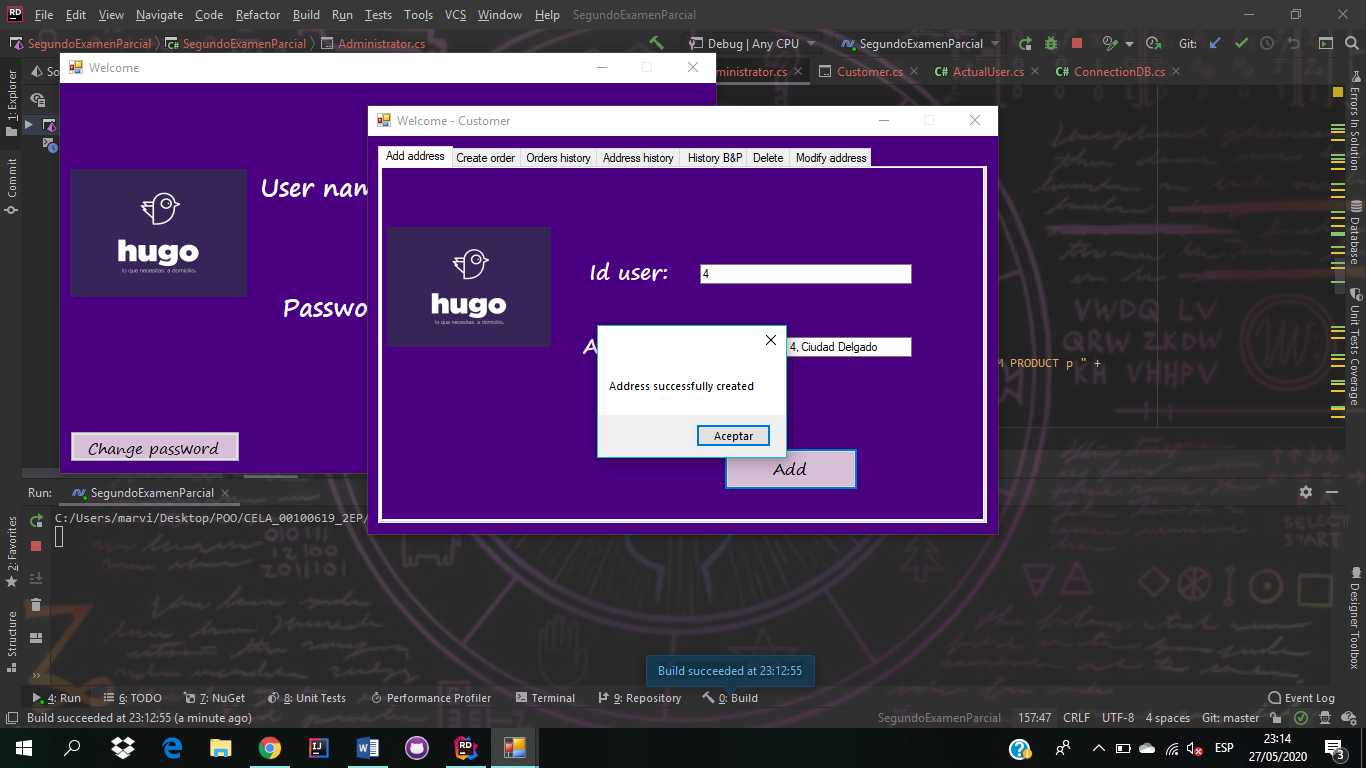 File Edit View Navigate Code Refactor Build Run Tests Tools VCS Window Help SegundoExamenParcial
SegundoExamenParcial SegundoExamenParcial Administrator.cs Debug | Any CPU SegundoExamenParcial Git:
1: Explorer
Commit
2: Favorites
Structure
So
ministrator.cs Customer.cs ActualUser.cs ConnectionDB.cs
Welcome
User nam
hugo
lo que necesitas. a domicilio.
Passwo
Change password
Welcome - Customer
Add address Create order Orders history Address history History B&P Delete Modify address
hugo
lo que necesitas. a domicilio.
Id user: 4
A 4, Ciudad Delgado
Address successfully created
Aceptar
Add
M PRODUCT p " +
VWDQ LV
QRW ZKDW
KH VHHPV
SELECT
START
Errors In Solution
Database
Unit Tests Coverage
Designer Toolbox
Run: SegundoExamenParcial
C:/Users/marvi/Desktop/POO/CELA_00100619_2EP/
Build succeeded at 23:12:55
4: Run 6: TODO 7: NuGet 8: Unit Tests Performance Profiler Terminal 9: Repository 0: Build Event Log
Build succeeded at 23:12:55 (a minute ago) SegundoExamenParcial 157:47 CRLF UTF-8 4 spaces Git: master
ESP
23:14
27/05/2020
3